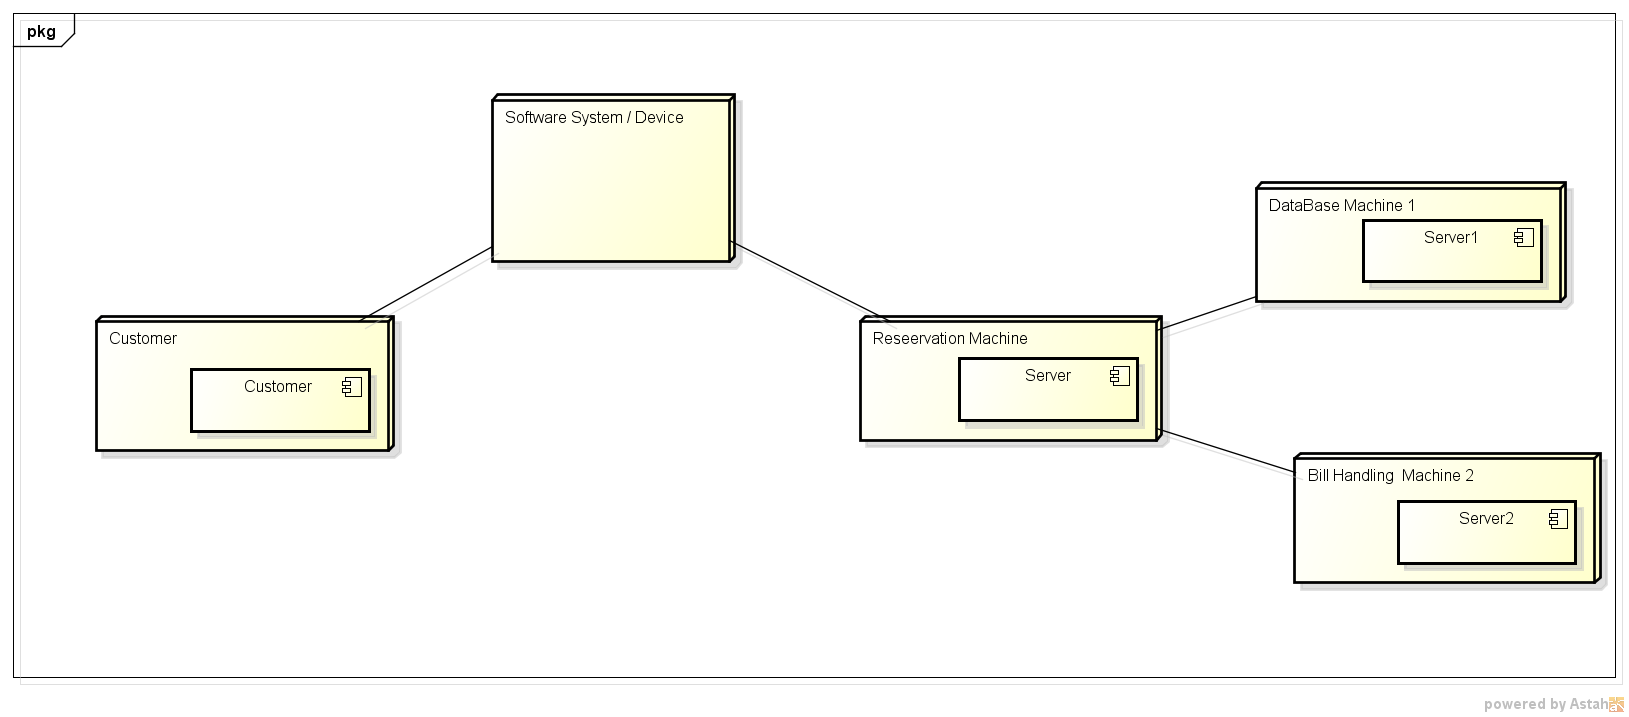 pkg
Software System / Device
DataBase Machine 1
Server1
Customer
Customer
Reseervation Machine
Server
Bill Handling  Machine 2
Server2
powered by Astah